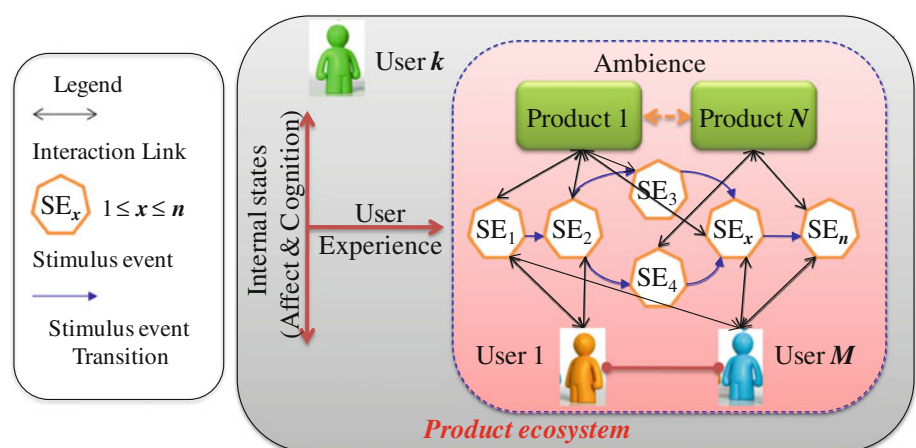 Legend
Interaction Link
SEx 1 ≤ x ≤ n
Stimulus event
Stimulus event
Transition
User k
Internal states
(Affect & Cognition)
User
Experience
Ambience
Product 1
Product N
SE3
SE1
SE2
SEx
SEn
SE4
User 1
User M
Product ecosystem